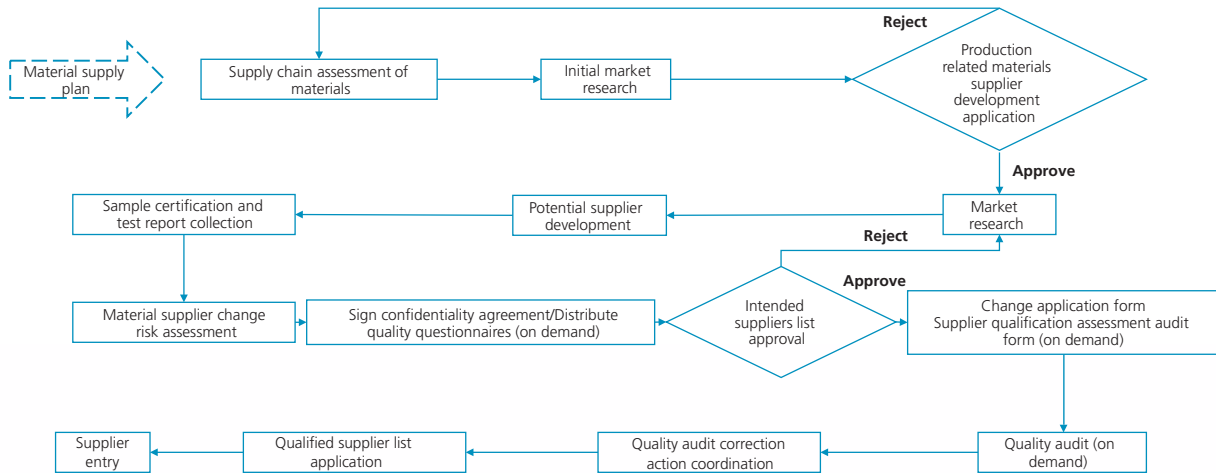 Reject
Material supply
plan
Supply chain assessment of
materials
Initial market
research
Production
related materials
supplier
development
application
Approve
Sample certification and
test report collection
Potential supplier
development
Market
research
Reject
Approve
Material supplier change
risk assessment
Sign confidentiality agreement/Distribute
quality questionnaires (on demand)
Intended
suppliers list
approval
Change application form
Supplier qualification assessment audit
form (on demand)
Supplier
entry
Qualified supplier list
application
Quality audit correction
action coordination
Quality audit (on
demand)